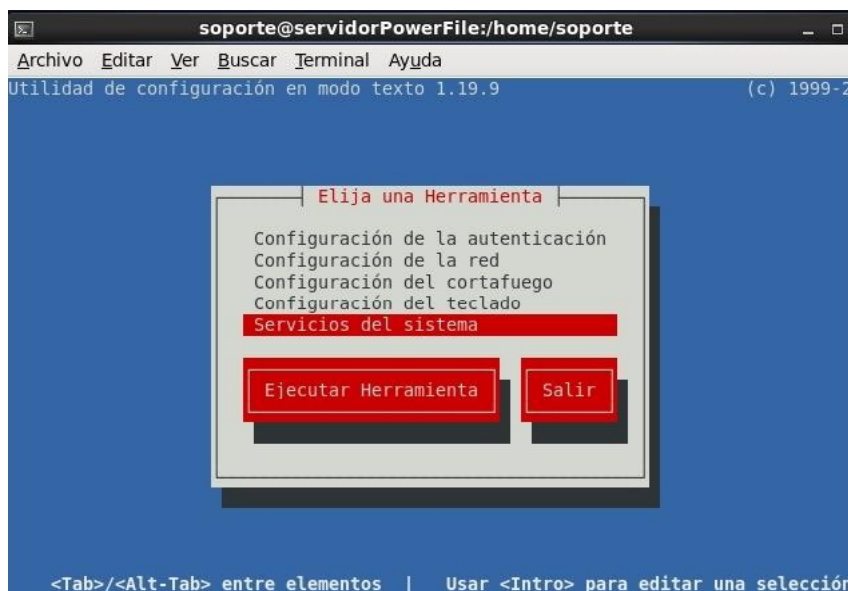 soporte@servidorPowerFile:/home/soporte
Archivo Editar Ver Buscar Terminal Ayuda
Utilidad de configuración en modo texto 1.19.9 (c) 1999-2
Elija una Herramienta
Configuración de la autenticación
Configuración de la red
Configuración del cortafuego
Configuración del teclado
Servicios del sistema
Ejecutar Herramienta Salir
<Tab>/<Alt-Tab> entre elementos | Usar <Intro> para editar una selección